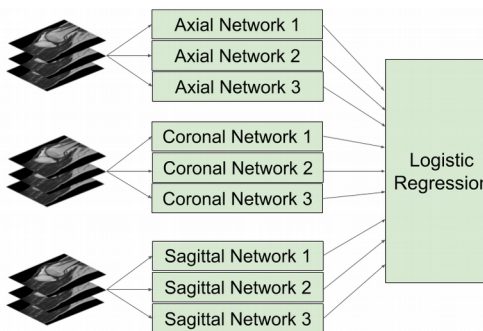 Axial Network 1
Axial Network 2
Axial Network 3
Coronal Network 1
Coronal Network 2
Coronal Network 3
Sagittal Network 1
Sagittal Network 2
Sagittal Network 3
Logistic
Regression